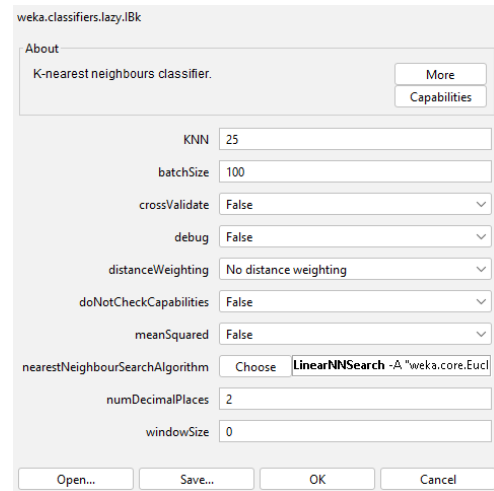 weka.classifiers.lazy.IBk
About
K-nearest neighbours classifier.
More
Capabilities
KNN 25
batchSize 100
crossValidate False
debug False
distanceWeighting No distance weighting
doNotCheckCapabilities False
meanSquared False
nearestNeighbourSearchAlgorithm Choose LinearNNSearch -A "weka.core.Eucl
numDecimalPlaces 2
windowSize 0
Open... Save... OK Cancel